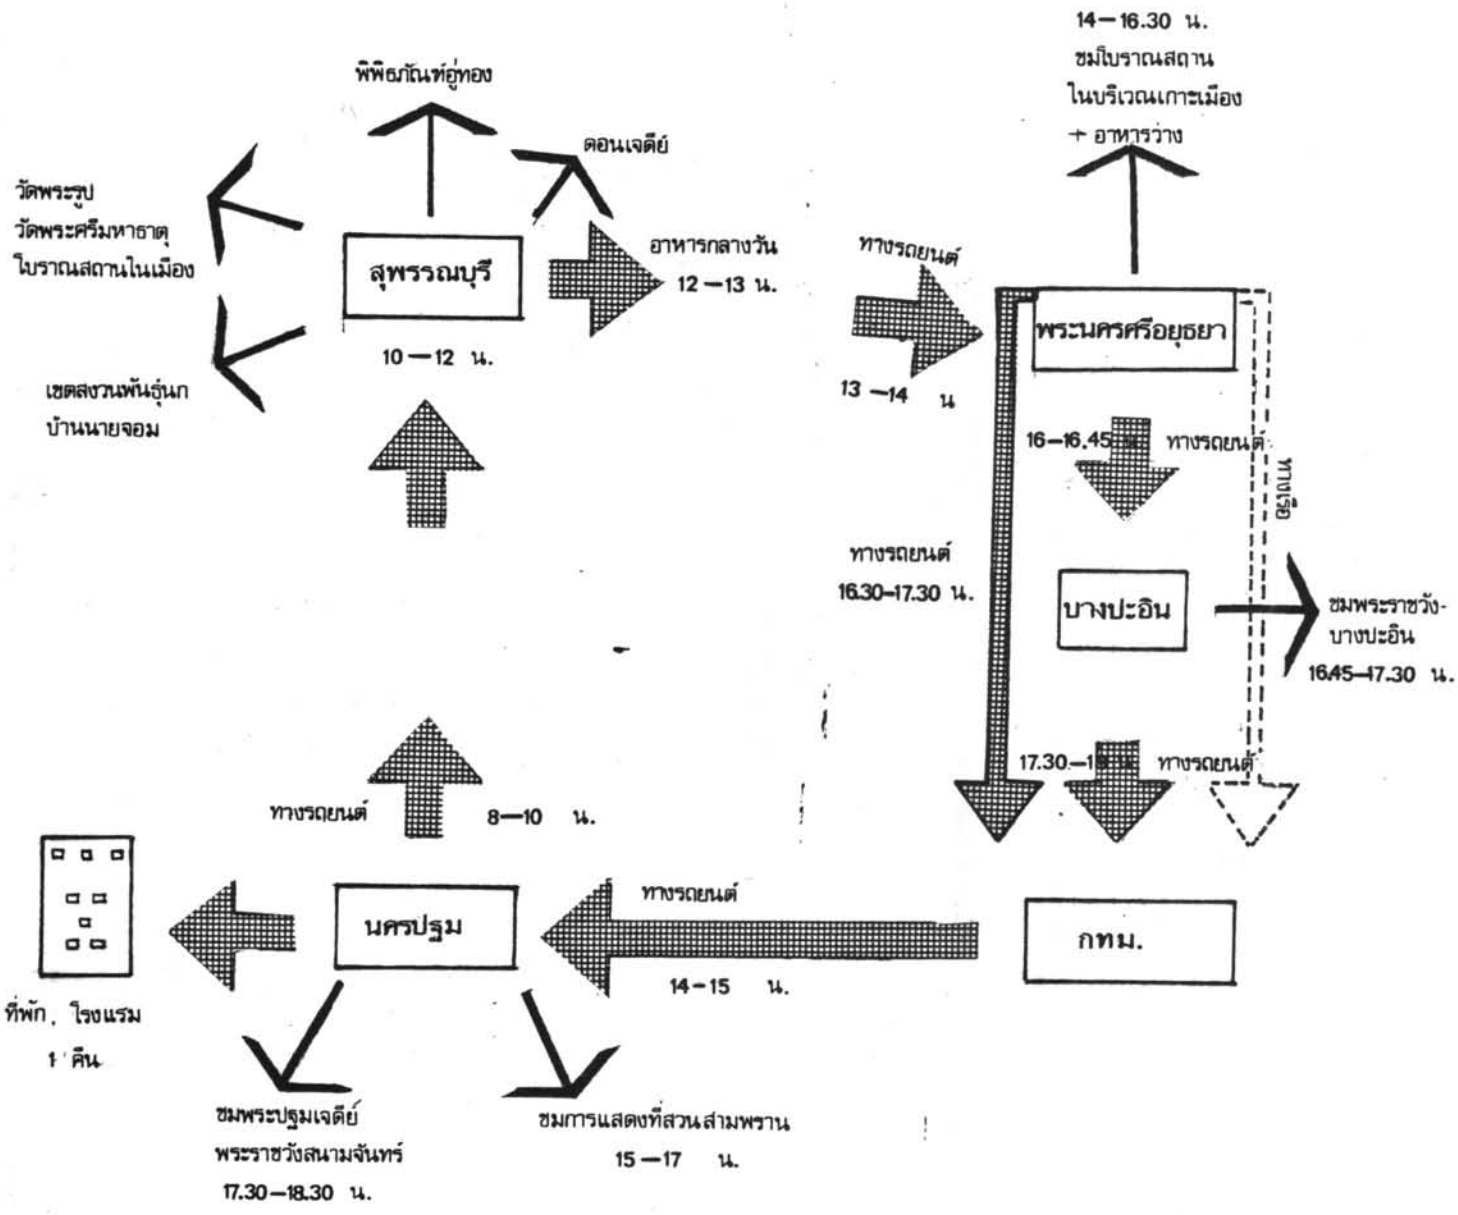 14—16.30 น.
ชมโบราณสถาน
ในบริเวณเกาะเมือง
+ อาหารว่าง
พิพิธภัณฑ์อู่ทอง
ดอนเจดีย์
วัดพระรูป
วัดพระศรีมหาธาตุ
โบราณสถานในเมือง
สุพรรณบุรี
10—12 น.
อาหารกลางวัน
12—13 น.
เขตสงวนพันธุ์นก
บ้านนายจอม
ทางรถยนต์
13—14 น
พระนครศรีอยุธยา
16—16.45 น. ทางรถยนต์
ทางเรือ
ทางรถยนต์
16.30—17.30 น.
บางปะอิน
ชมพระราชวัง-
บางปะอิน
16.45—17.30 น.
17.30—19 น. ทางรถยนต์
ทางรถยนต์ 8—10 น.
นครปฐม
ทางรถยนต์
14-15 น.
กทม.
ที่พัก, โรงแรม
1 คืน
ชมพระปฐมเจดีย์
พระราชวังสนามจันทร์
17.30—18.30 น.
ชมการแสดงที่สวนสามพราน
15—17 น.